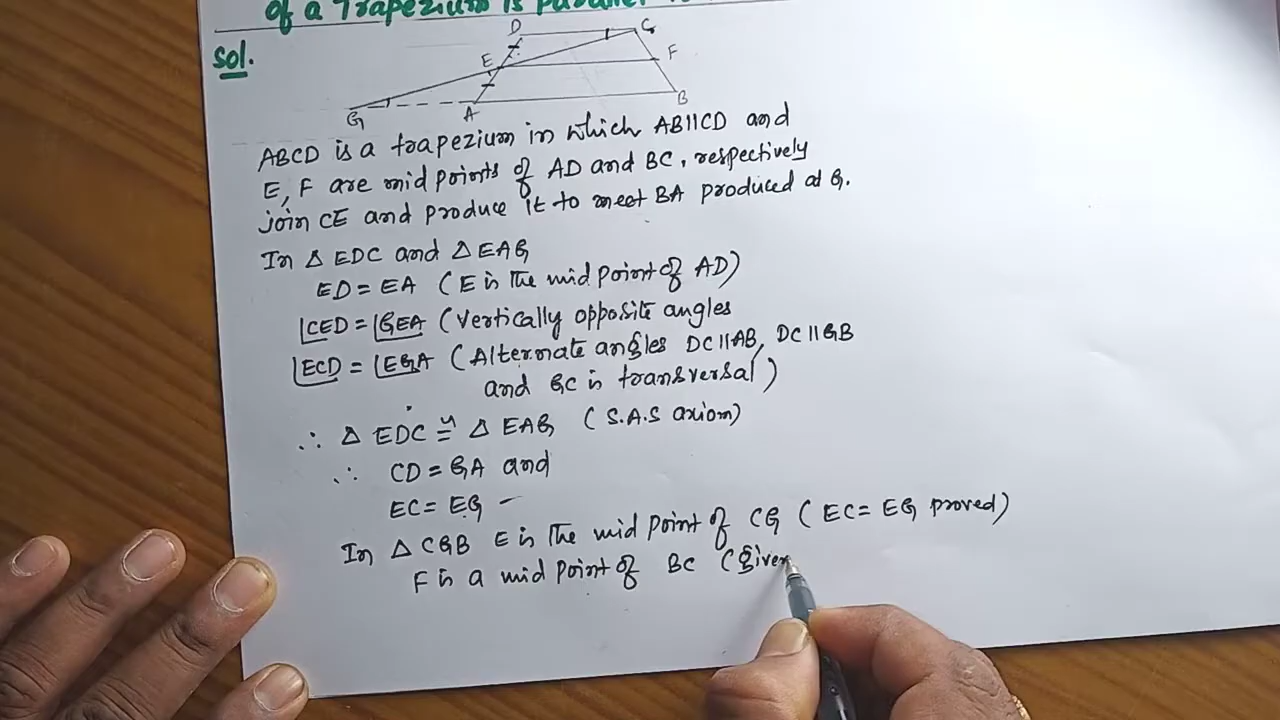 of a Trapezium is parallel
Sol.
D C
E F
G A B
ABCD is a trapezium in which AB||CD and
E, F are mid points of AD and BC, respectively
join CE and produce it to meet BA produced at G.
In △ EDC and △ EAG
ED = EA (E is the mid point of AD)
∠CED = ∠GEA (Vertically opposite angles
∠ECD = ∠EGA (Alternate angles DC||AB, DC||GB
and GC is transversal)
∴ △ EDC ≅ △ EAG (S.A.S axiom)
∴ CD = GA and
EC = EG –
In △ CGB E is the mid point of CG (EC = EG proved)
F is a mid point of BC (given